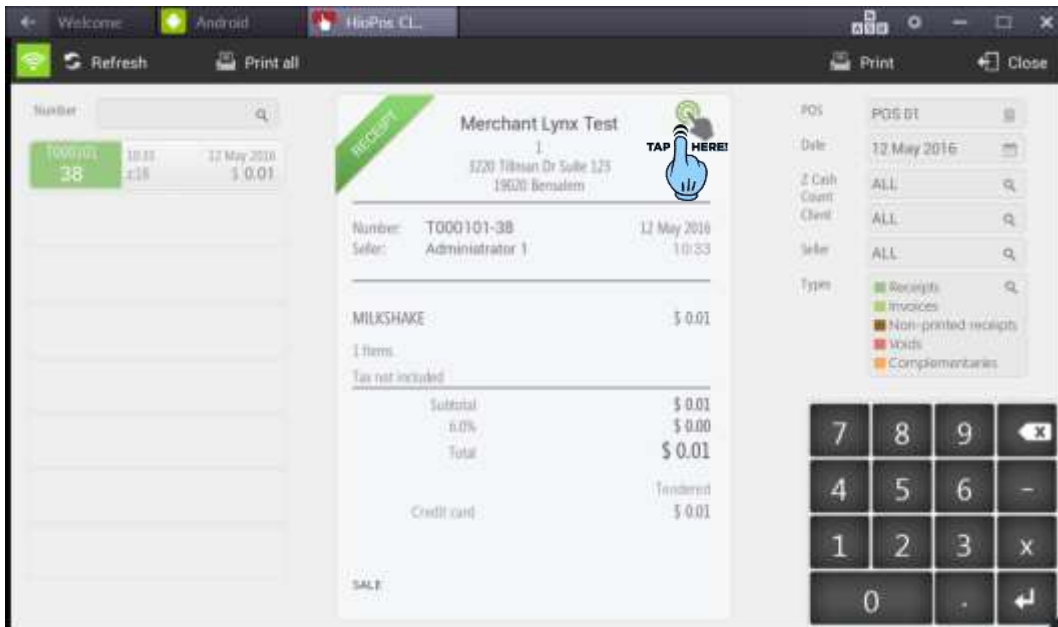 Welcome
Android
HioPos CL..
Refresh
Print all
Print
Close
Number
T000101
38
10:33
z:18
12 May 2016
$ 0.01
RECEIPT
Merchant Lynx Test
1
3220 Tillman Dr Suite 123
19020 Bensalem
TAP HERE!
Number: T000101-38 12 May 2016
Seller: Administrator 1 10:33
MILKSHAKE $ 0.01
1 Items
Tax not included
Subtotal $ 0.01
6.0% $ 0.00
Total $ 0.01
Tendered
Credit card $ 0.01
SALE
POS POS 01
Date 12 May 2016
Z Cash Count ALL
Client ALL
Seller ALL
Types
Receipts
Invoices
Non-printed receipts
Voids
Complementaries
7 8 9 x
4 5 6 -
1 2 3 x
0 .